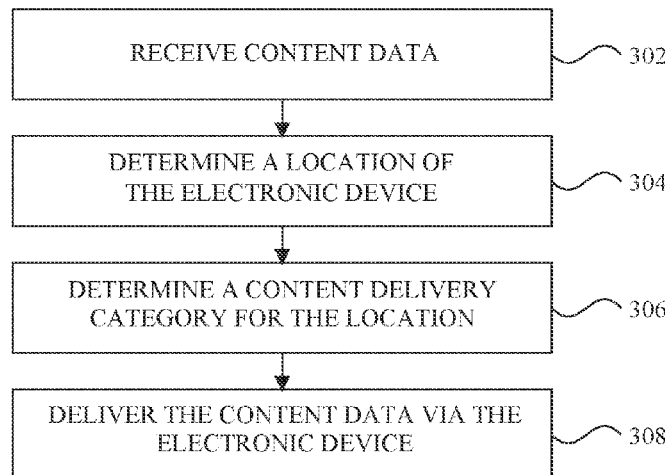 RECEIVE CONTENT DATA
302
DETERMINE A LOCATION OF
THE ELECTRONIC DEVICE
304
DETERMINE A CONTENT DELIVERY
CATEGORY FOR THE LOCATION
306
DELIVER THE CONTENT DATA VIA THE
ELECTRONIC DEVICE
308